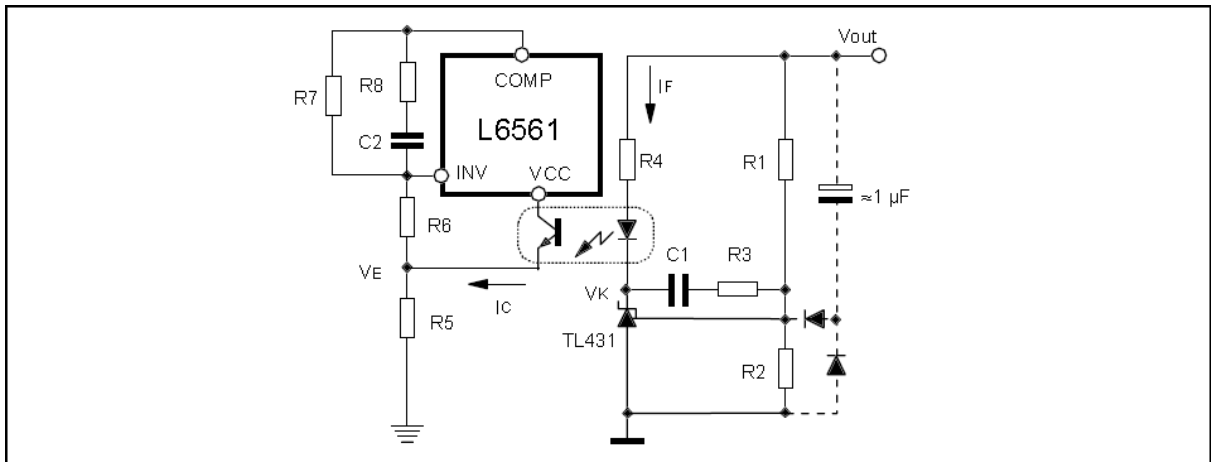 Vout
COMP
IF
R7
R8
L6561
C2
R4
R1
INV
VCC
≈1 µF
R6
C1
R3
VE
IC
VK
R5
TL431
R2